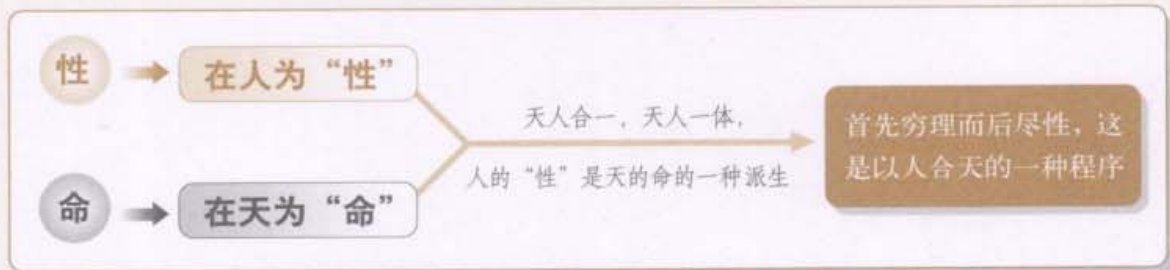 性
在人为“性”
命
在天为“命”
天人合一，天人一体，
人的“性”是天的命的一种派生
首先穷理而后尽性，这
是以人合天的一种程序